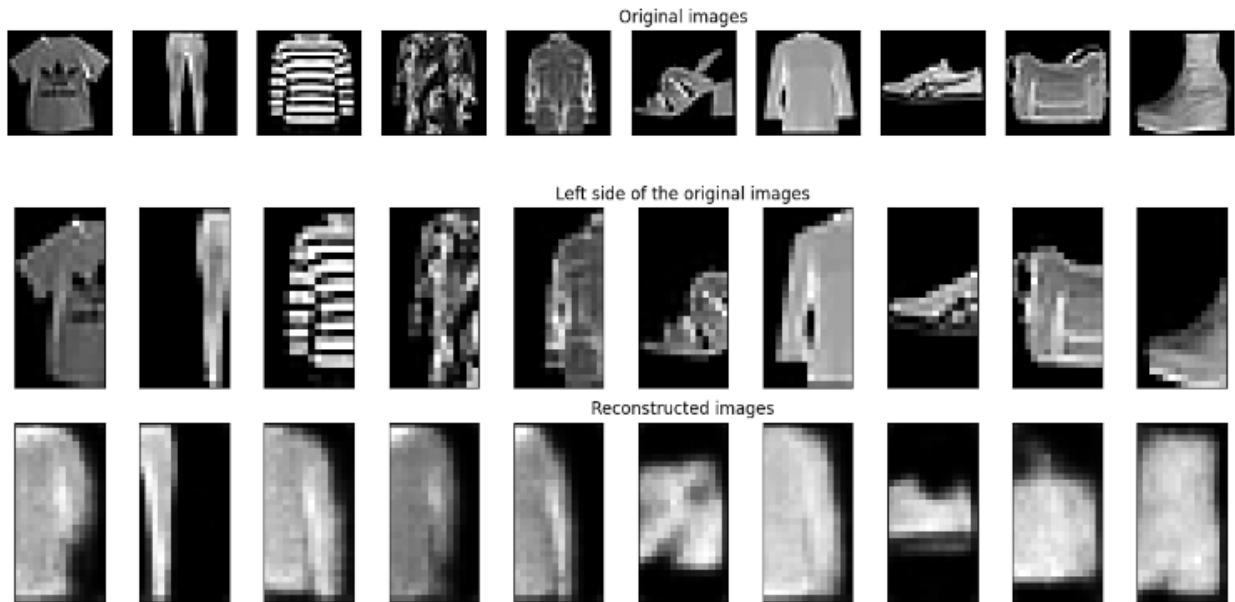 Original images
Left side of the original images
Reconstructed images